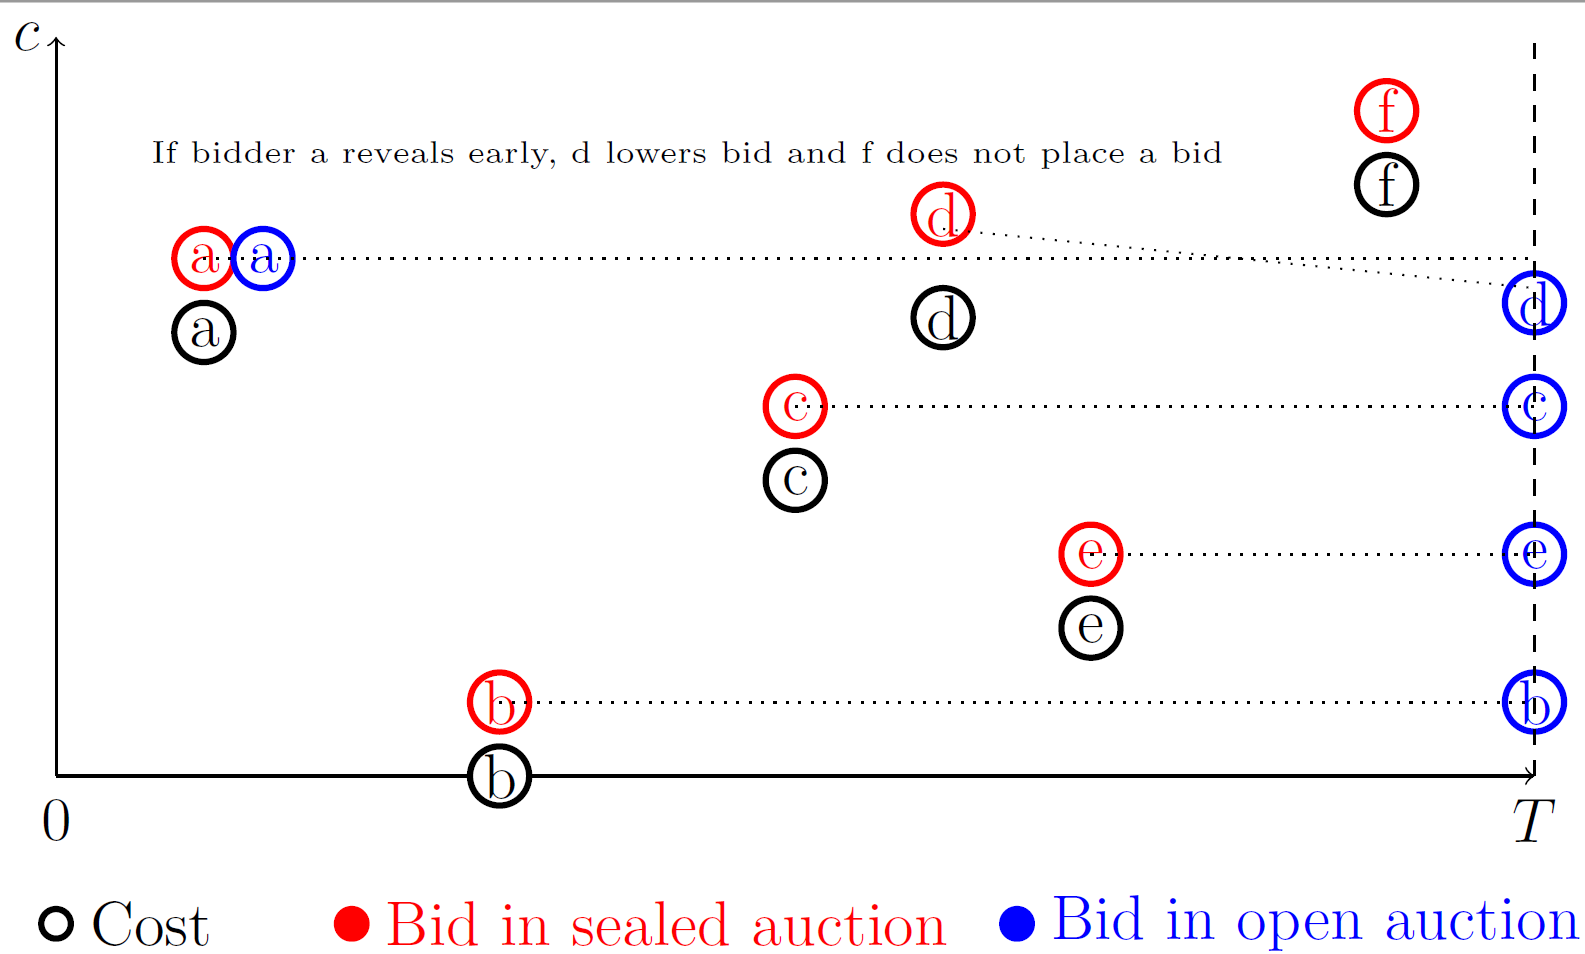 c
f
If bidder a reveals early, d lowers bid and f does not place a bid
f
d
a a
d
d
a
c c
c
e e
e
b b
b
0 T
Cost Bid in sealed auction Bid in open auction